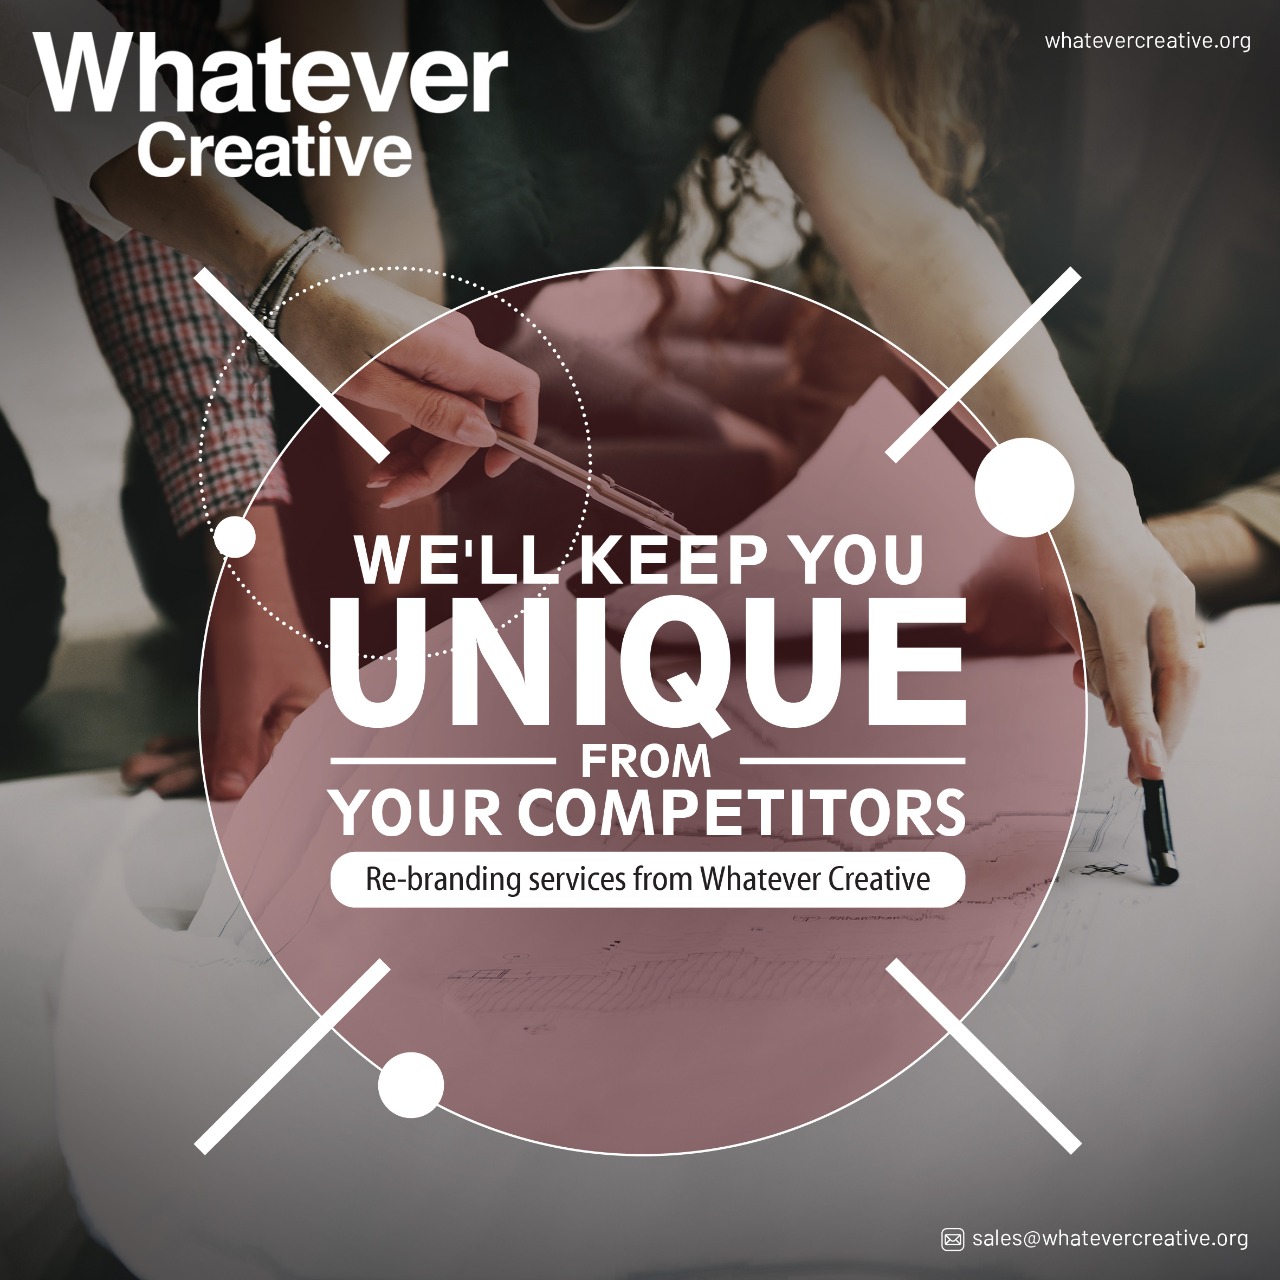 Whatever
Creative
whatevercreative.org
WE'LL KEEP YOU
UNIQUE
FROM
YOUR COMPETITORS
Re-branding services from Whatever Creative
sales@whatevercreative.org